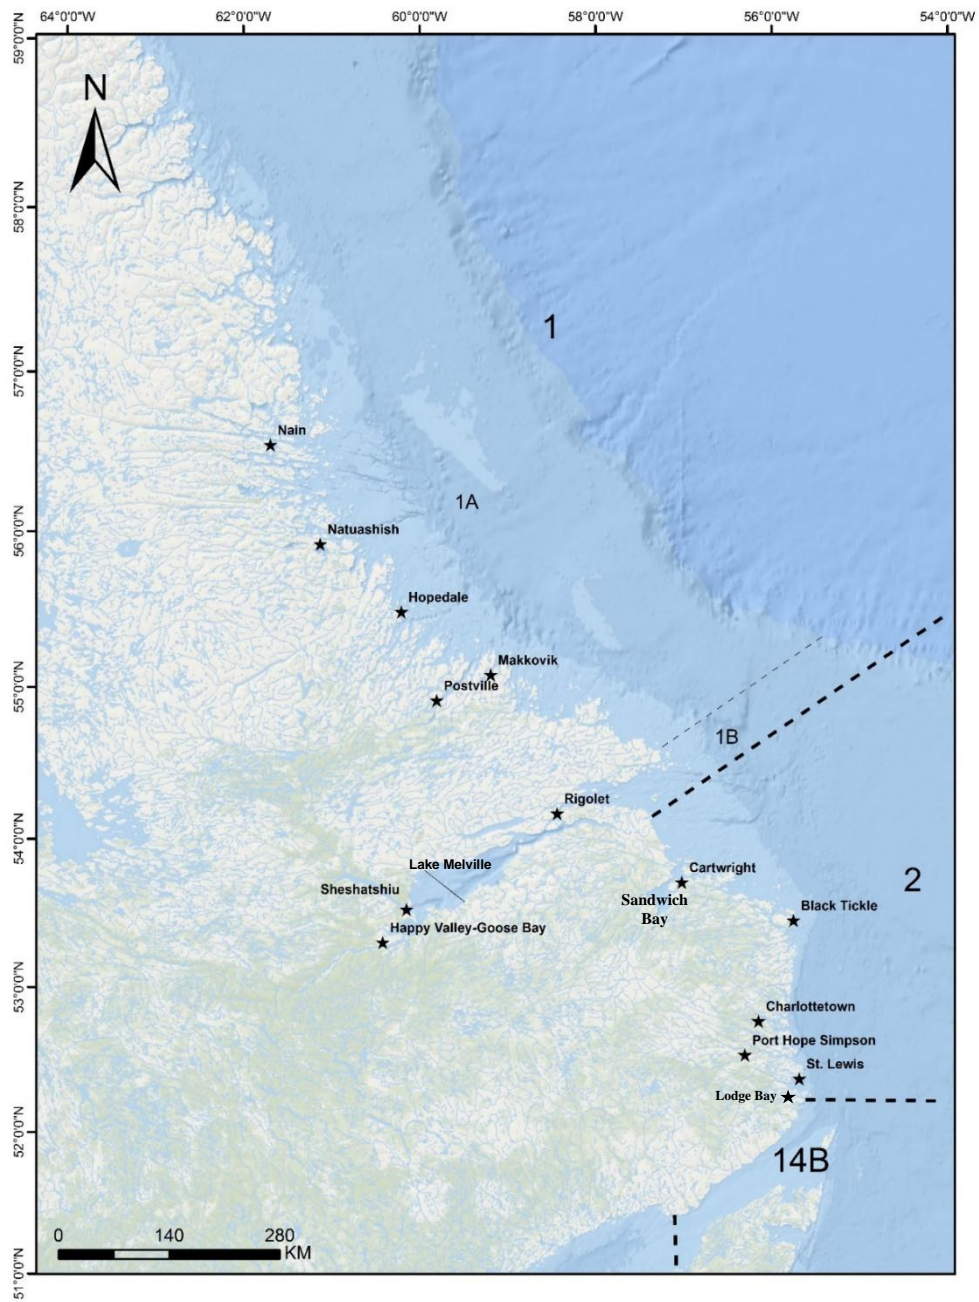 64°0'0"W 62°0'0"W 60°0'0"W 58°0'0"W 56°0'0"W 54°0'0"W
59°0'0"N
N
58°0'0"N
1
57°0'0"N
Nain
1A
56°0'0"N
Natuashish
Hopedale
Makkovik
55°0'0"N
Postville
1B
Rigolet
54°0'0"N
Lake Melville
Cartwright
Sheshatshiu
2
Sandwich
Bay
Black Tickle
Happy Valley-Goose Bay
53°0'0"N
Charlottetown
Port Hope Simpson
St. Lewis
Lodge Bay
52°0'0"N
14B
0 140 280
KM
51°0'0"N